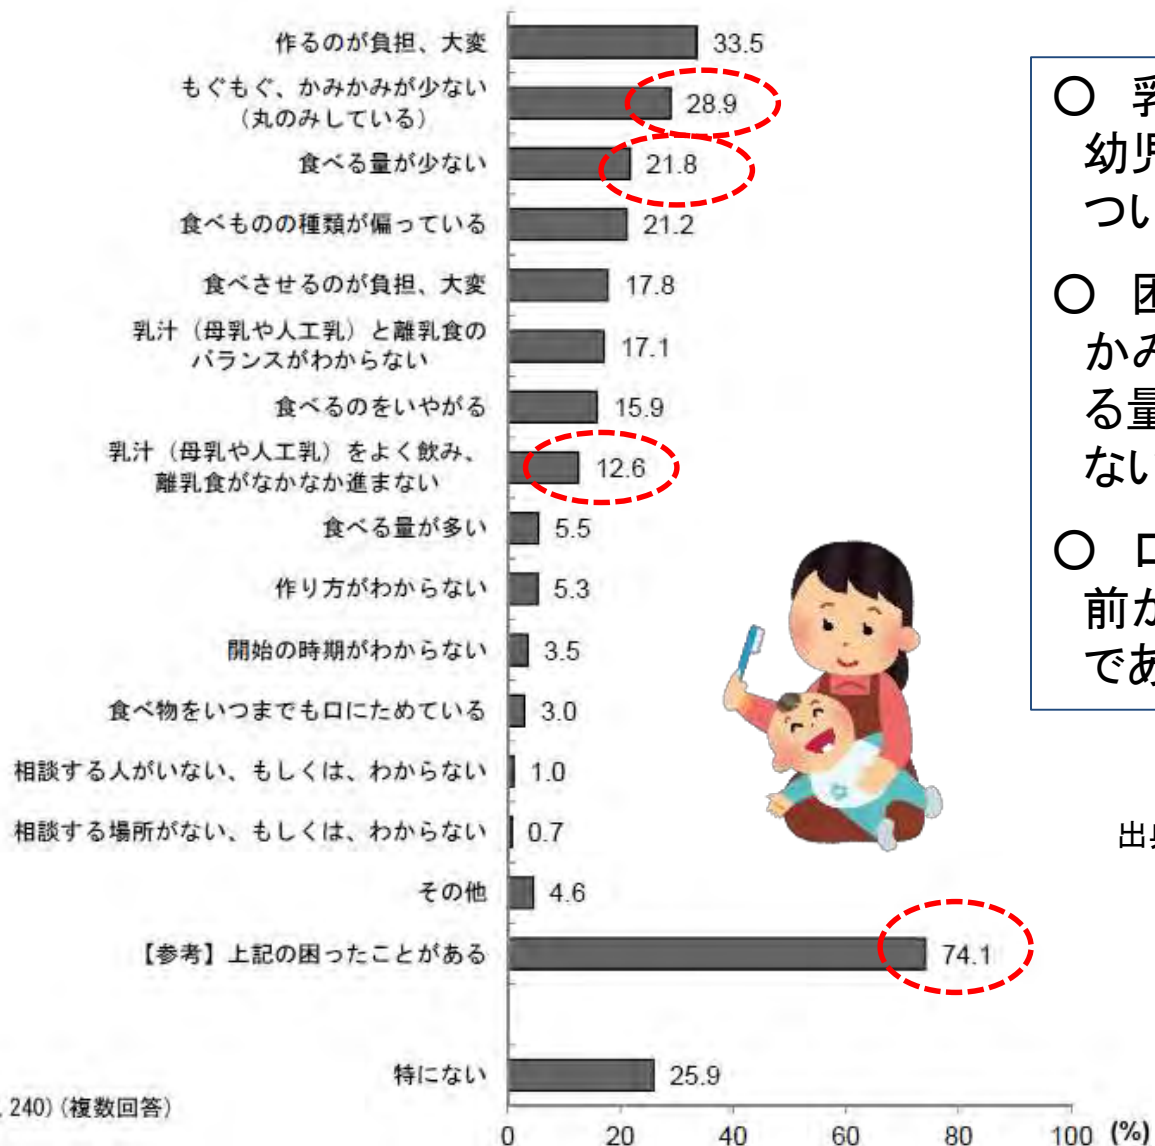 作るのが負担、大変
33.5
もぐもぐ、かみかみが少ない
（丸のみしている）
28.9
食べる量が少ない
21.8
食べものの種類が偏っている
21.2
食べさせるのが負担、大変
17.8
乳汁（母乳や人工乳）と離乳食の
バランスがわからない
17.1
食べるのをいやがる
15.9
乳汁（母乳や人工乳）をよく飲み、
離乳食がなかなか進まない
12.6
食べる量が多い
5.5
作り方がわからない
5.3
開始の時期がわからない
3.5
食べ物をいつまでも口にためている
3.0
相談する人がいない、もしくは、わからない
1.0
相談する場所がない、もしくは、わからない
0.7
その他
4.6
【参考】上記の困ったことがある
74.1
特にない
25.9
240) (複数回答)
0 20 40 60 80 100 (%)
○ 乳
幼児
つい
○ 困
かみ
る量
ない
○ 口
前か
であ
出